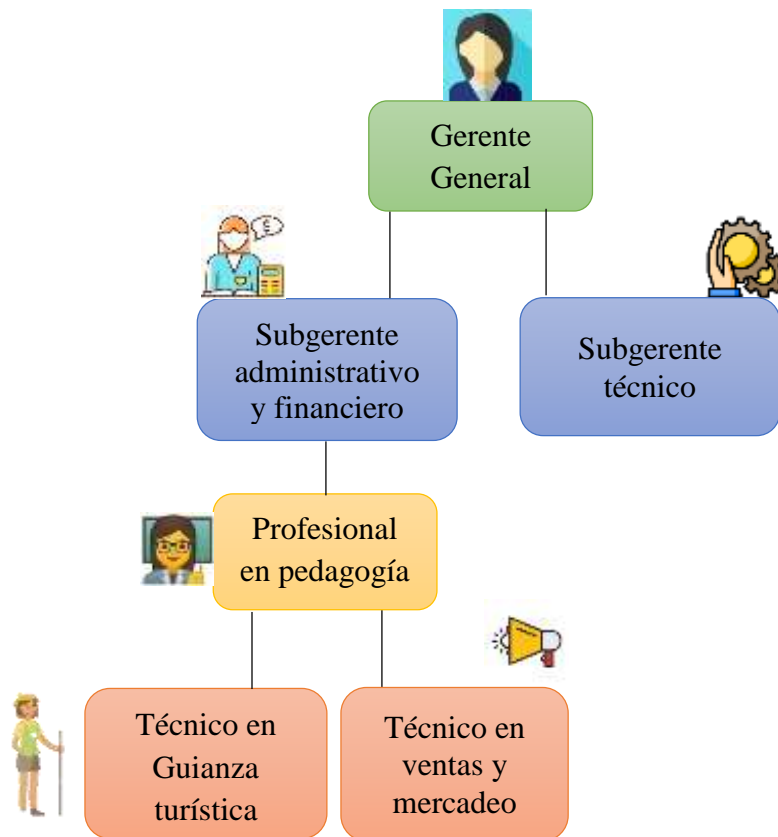 Gerente
General
Subgerente
administrativo
y financiero
Subgerente
técnico
Profesional
en pedagogía
Técnico en
Guianza
turística
Técnico en
ventas y
mercadeo